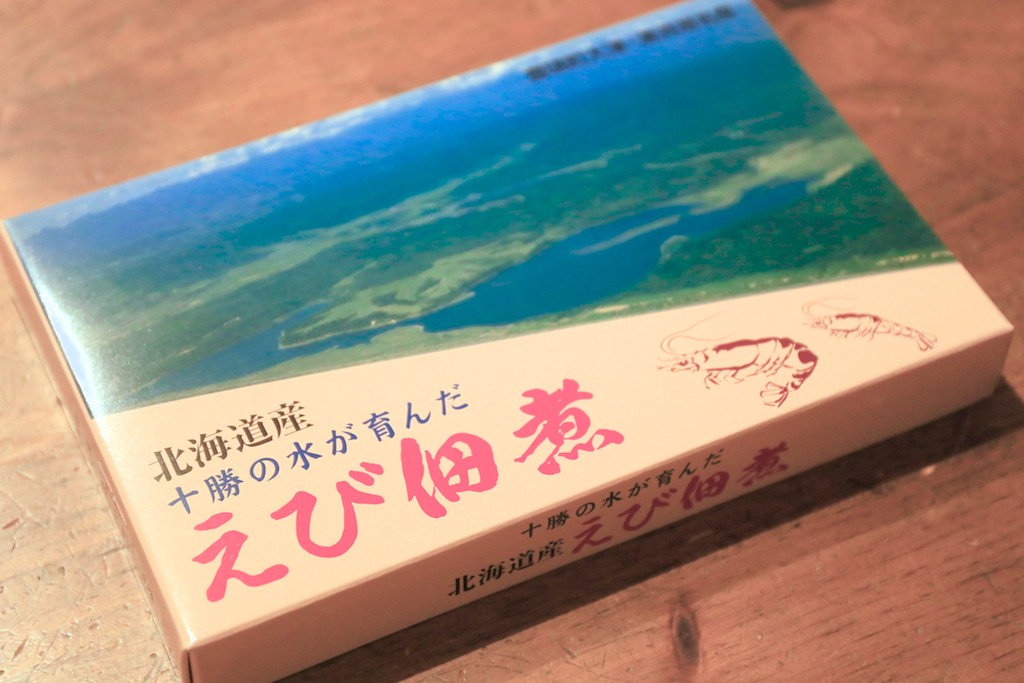 北海道産
十勝の水が育んだ
えび佃煮
十勝の水が育んだ
北海道産えび佃煮